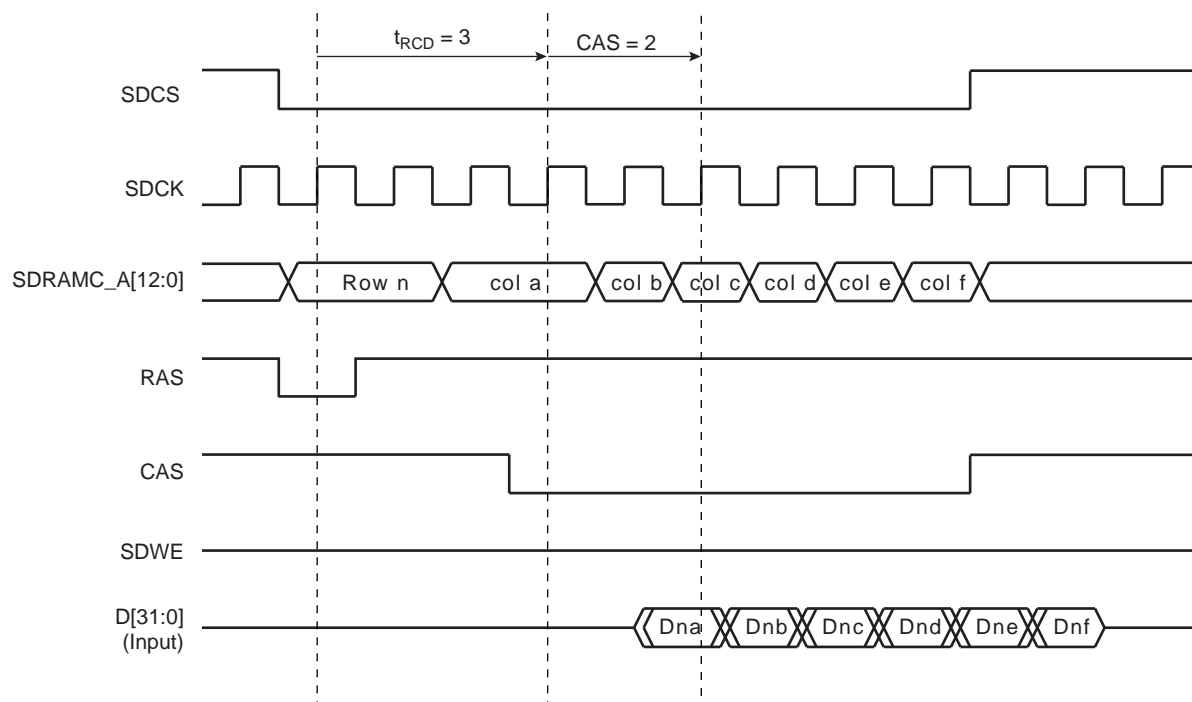 tRCD = 3
CAS = 2
SDCS
SDCK
SDRAMC_A[12:0]
Row n
col a
col b
col c
col d
col e
col f
RAS
CAS
SDWE
D[31:0]
(Input)
Dna
Dnb
Dnc
Dnd
Dne
Dnf